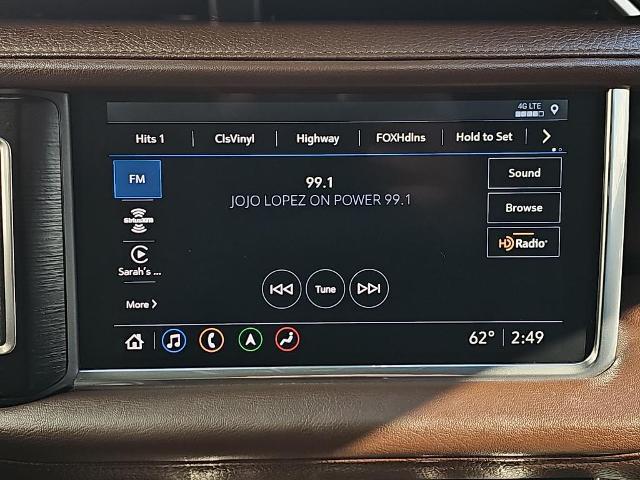 4G LTE
Hits 1 ClsVinyl Highway FOXHdlns Hold to Set
FM
99.1
JOJO LOPEZ ON POWER 99.1
Sound
SiriusXM
Browse
HD Radio
Sarah's ...
More
Tune
62° 2:49